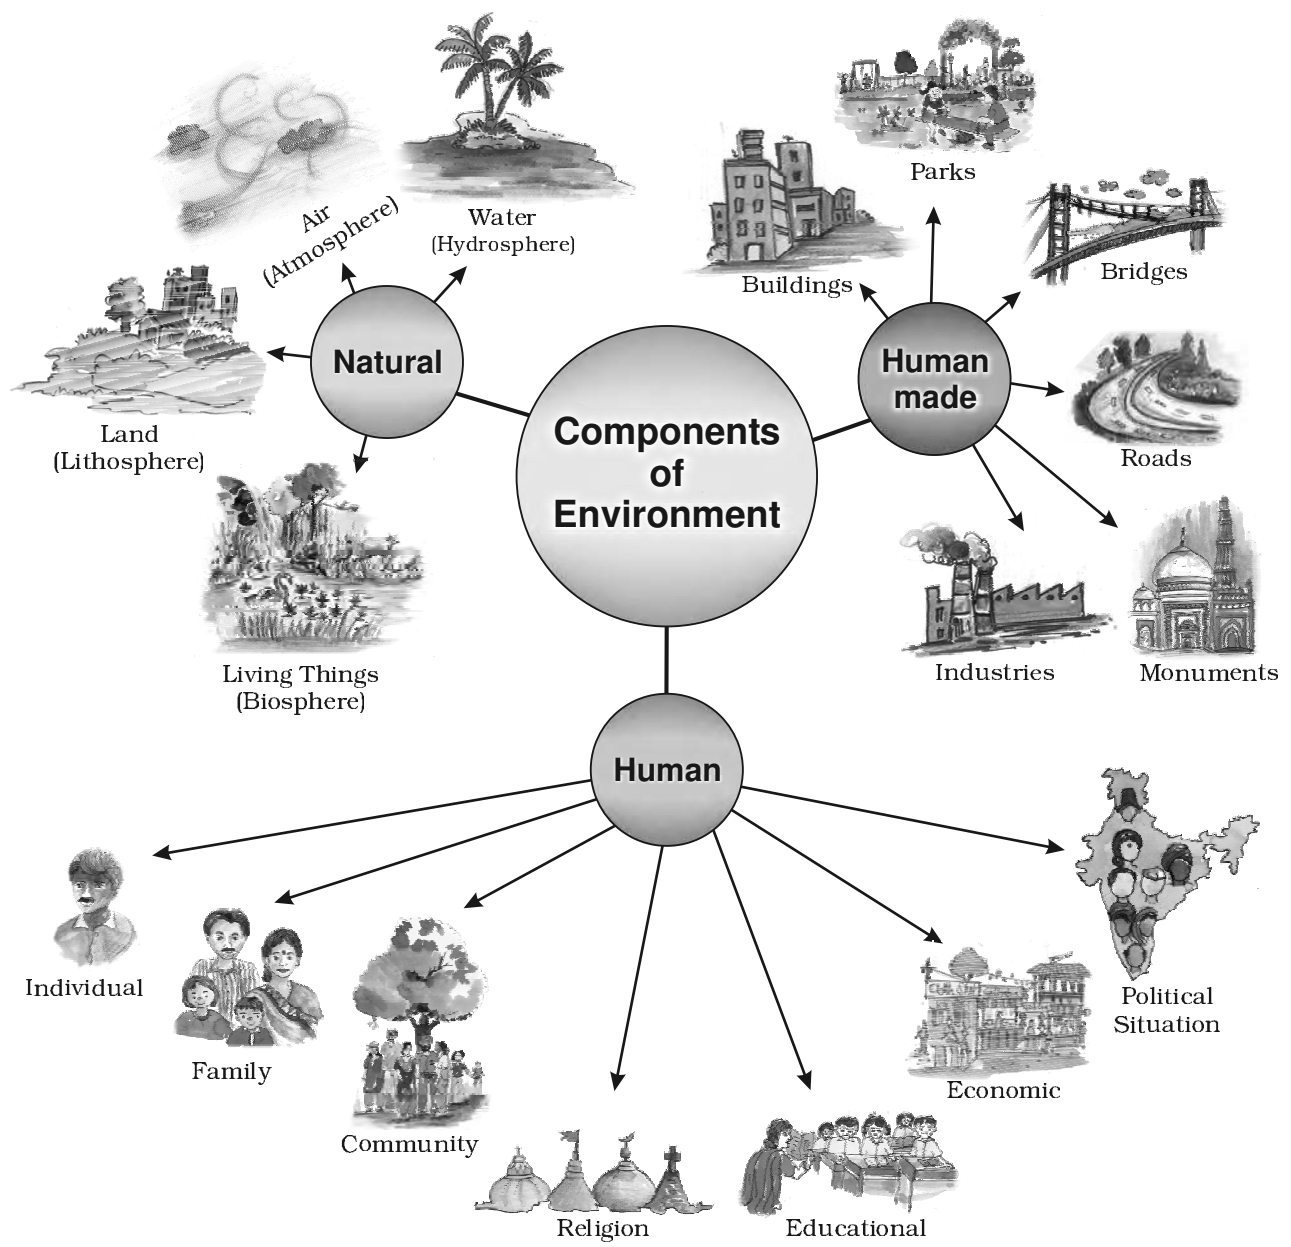 Components
of
Environment
Natural
Air
(Atmosphere)
Water
(Hydrosphere)
Land
(Lithosphere)
Living Things
(Biosphere)
Human
made
Buildings
Parks
Bridges
Roads
Industries
Monuments
Human
Individual
Family
Community
Religion
Educational
Economic
Political
Situation